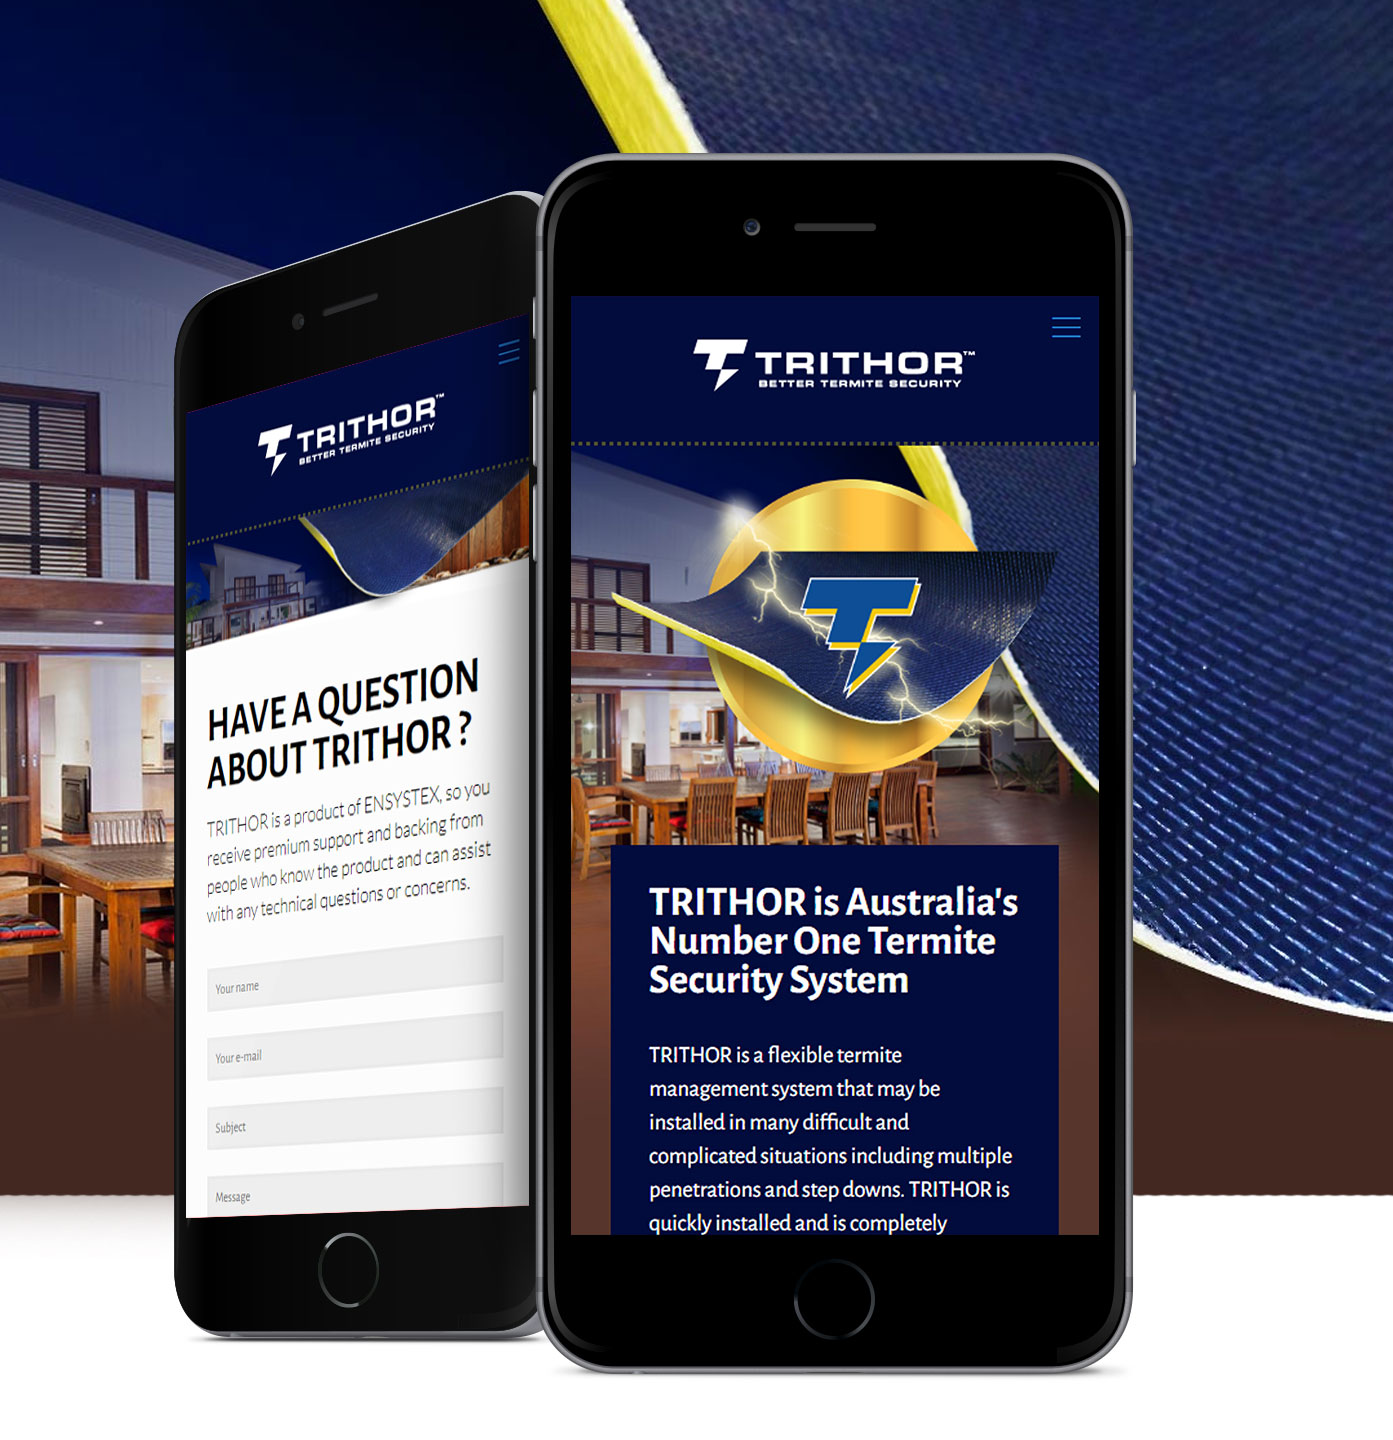 TRITHOR™
BETTER TERMITE SECURITY
HAVE A QUESTION
ABOUT TRITHOR ?
TRITHOR is a product of ENSYSTEX, so you
receive premium support and backing from
people who know the product and can assist
with any technical questions or concerns.
Your name
Your e-mail
Subject
Message
TRITHOR™
BETTER TERMITE SECURITY
T
TRITHOR is Australia's
Number One Termite
Security System
TRITHOR is a flexible termite
management system that may be
installed in many difficult and
complicated situations including multiple
penetrations and step downs. TRITHOR is
quickly installed and is completely